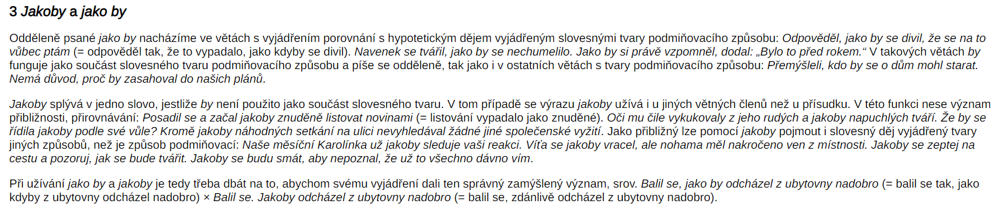 3 Jakoby a jako by
Odděleně psané jako by nacházíme ve větách s vyjádřením porovnání s hypotetickým dějem vyjádřeným slovesnými tvary podmiňovacího způsobu: Odpověděl, jako by se divil, že se na to
vůbec ptám (= odpověděl tak, že to vypadalo, jako kdyby se divil). Navenek se tvářil, jako by se nechumelilo. Jako by si právě vzpomněl, dodal: „Bylo to před rokem.“ V takových větách by
funguje jako součást slovesného tvaru podmiňovacího způsobu a píše se odděleně, tak jako i v ostatních větách s tvary podmiňovacího způsobu: Přemýšleli, kdo by se o dům mohl starat.
Nemá důvod, proč by zasahoval do našich plánů.
Jakoby splývá v jedno slovo, jestliže by není použito jako součást slovesného tvaru. V tom případě se výrazu jakoby užívá i u jiných větných členů než u přísudku. V této funkci nese význam
přibližnosti, přirovnávání: Posadil se a začal jakoby znuděně listovat novinami (= listování vypadalo jako znuděné). Oči mu čile vykukovaly z jeho rudých a jakoby napuchlých tváří. Že by se
řídila jakoby podle své vůle? Kromě jakoby náhodných setkání na ulici nevyhledával žádné jiné společenské vyžití. Jako přibližný lze pomocí jakoby pojmout i slovesný děj vyjádřený tvary
jiných způsobů, než je způsob podmiňovací: Naše měsíční Karolínka už jakoby sleduje vaši reakci. Víťa se jakoby vracel, ale nohama měl nakročeno ven z místnosti. Jakoby se zeptej na
cestu a pozoruj, jak se bude tvářit. Jakoby se budu smát, aby nepoznal, že už to všechno dávno vím.
Při užívání jako by a jakoby je tedy třeba dbát na to, abychom svému vyjádření dali ten správný zamýšlený význam, srov. Balil se, jako by odcházel z ubytovny nadobro (= balil se tak, jako
kdyby z ubytovny odcházel nadobro) × Balil se. Jakoby odcházel z ubytovny nadobro (= balil se, zdánlivě odcházel z ubytovny nadobro).